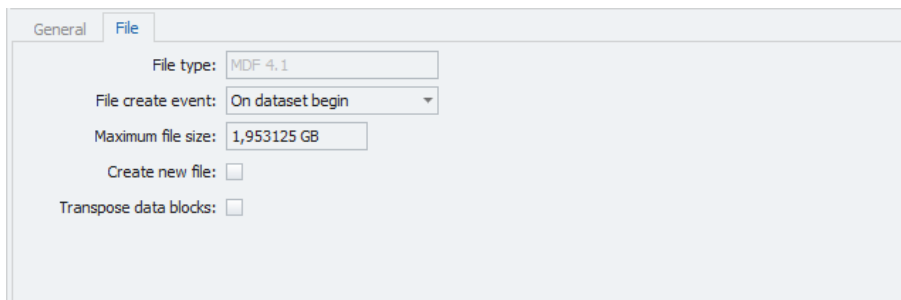 General File
File type: MDF 4.1
File create event: On dataset begin
Maximum file size: 1,953125 GB
Create new file:
Transpose data blocks: